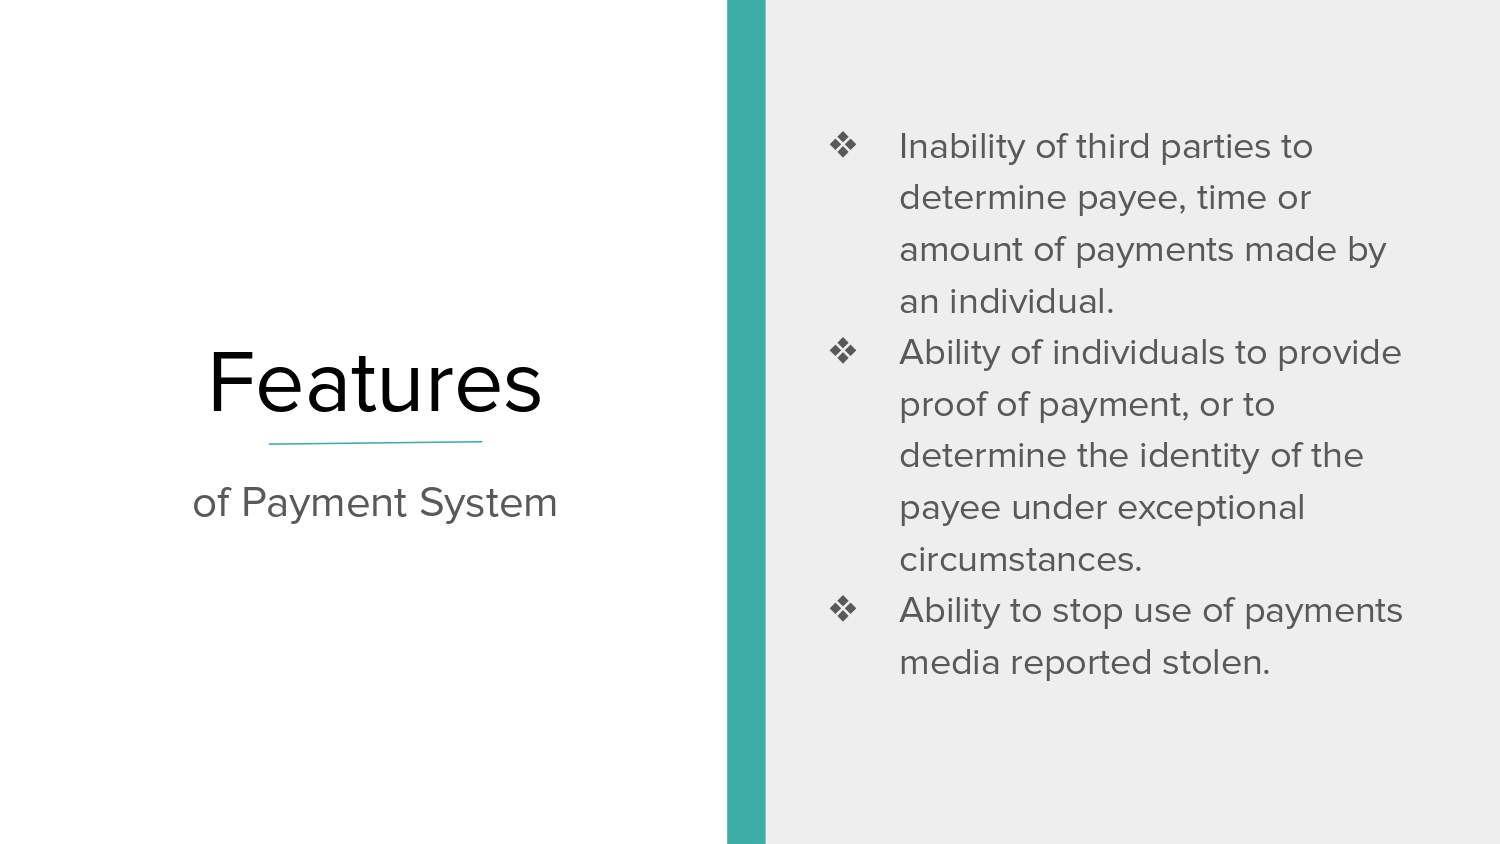 Features
of Payment System
❖ Inability of third parties to
determine payee, time or
amount of payments made by
an individual.
❖ Ability of individuals to provide
proof of payment, or to
determine the identity of the
payee under exceptional
circumstances.
❖ Ability to stop use of payments
media reported stolen.